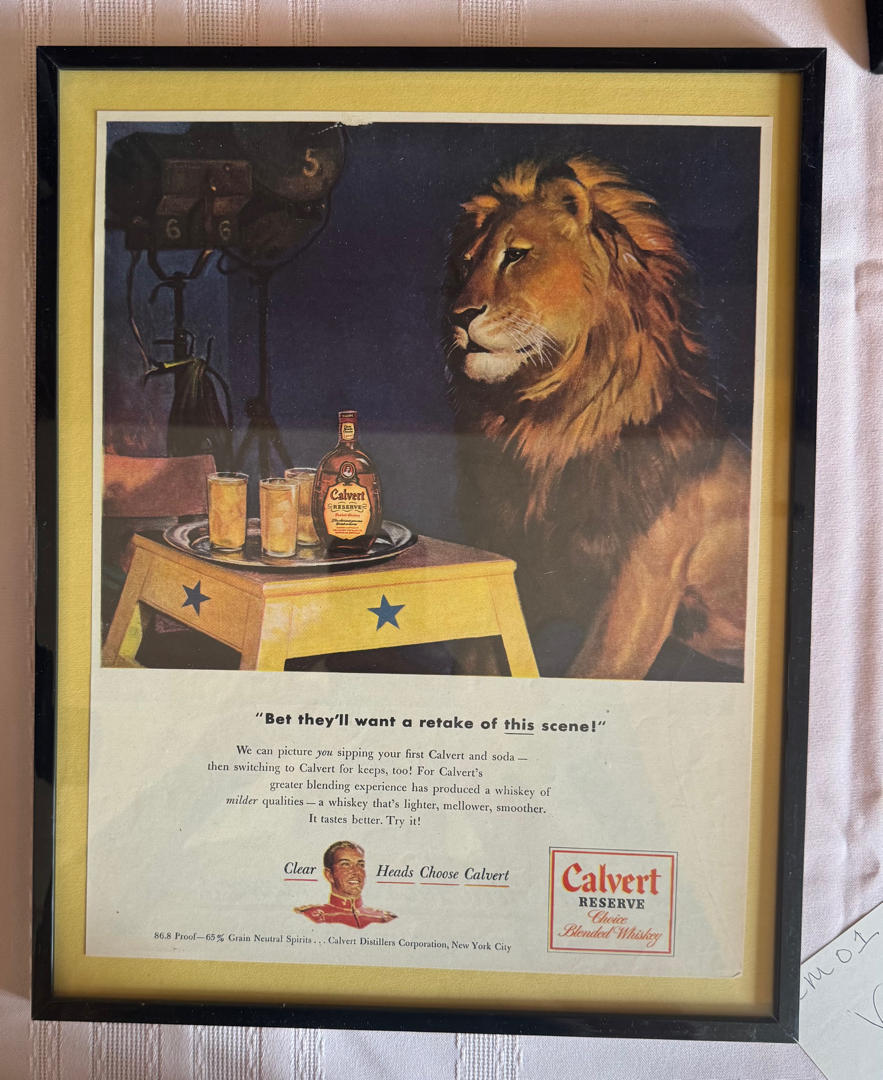 5
6 6
Calvert
RESERVE
"Bet they'll want a retake of this scene!"
We can picture you sipping your first Calvert and soda —
then switching to Calvert for keeps, too! For Calvert's
greater blending experience has produced a whiskey of
milder qualities — a whiskey that's lighter, mellower, smoother.
It tastes better. Try it!
Clear Heads Choose Calvert
Calvert
RESERVE
Choice
Blended Whiskey
86.8 Proof—65% Grain Neutral Spirits . . . Calvert Distillers Corporation, New York City